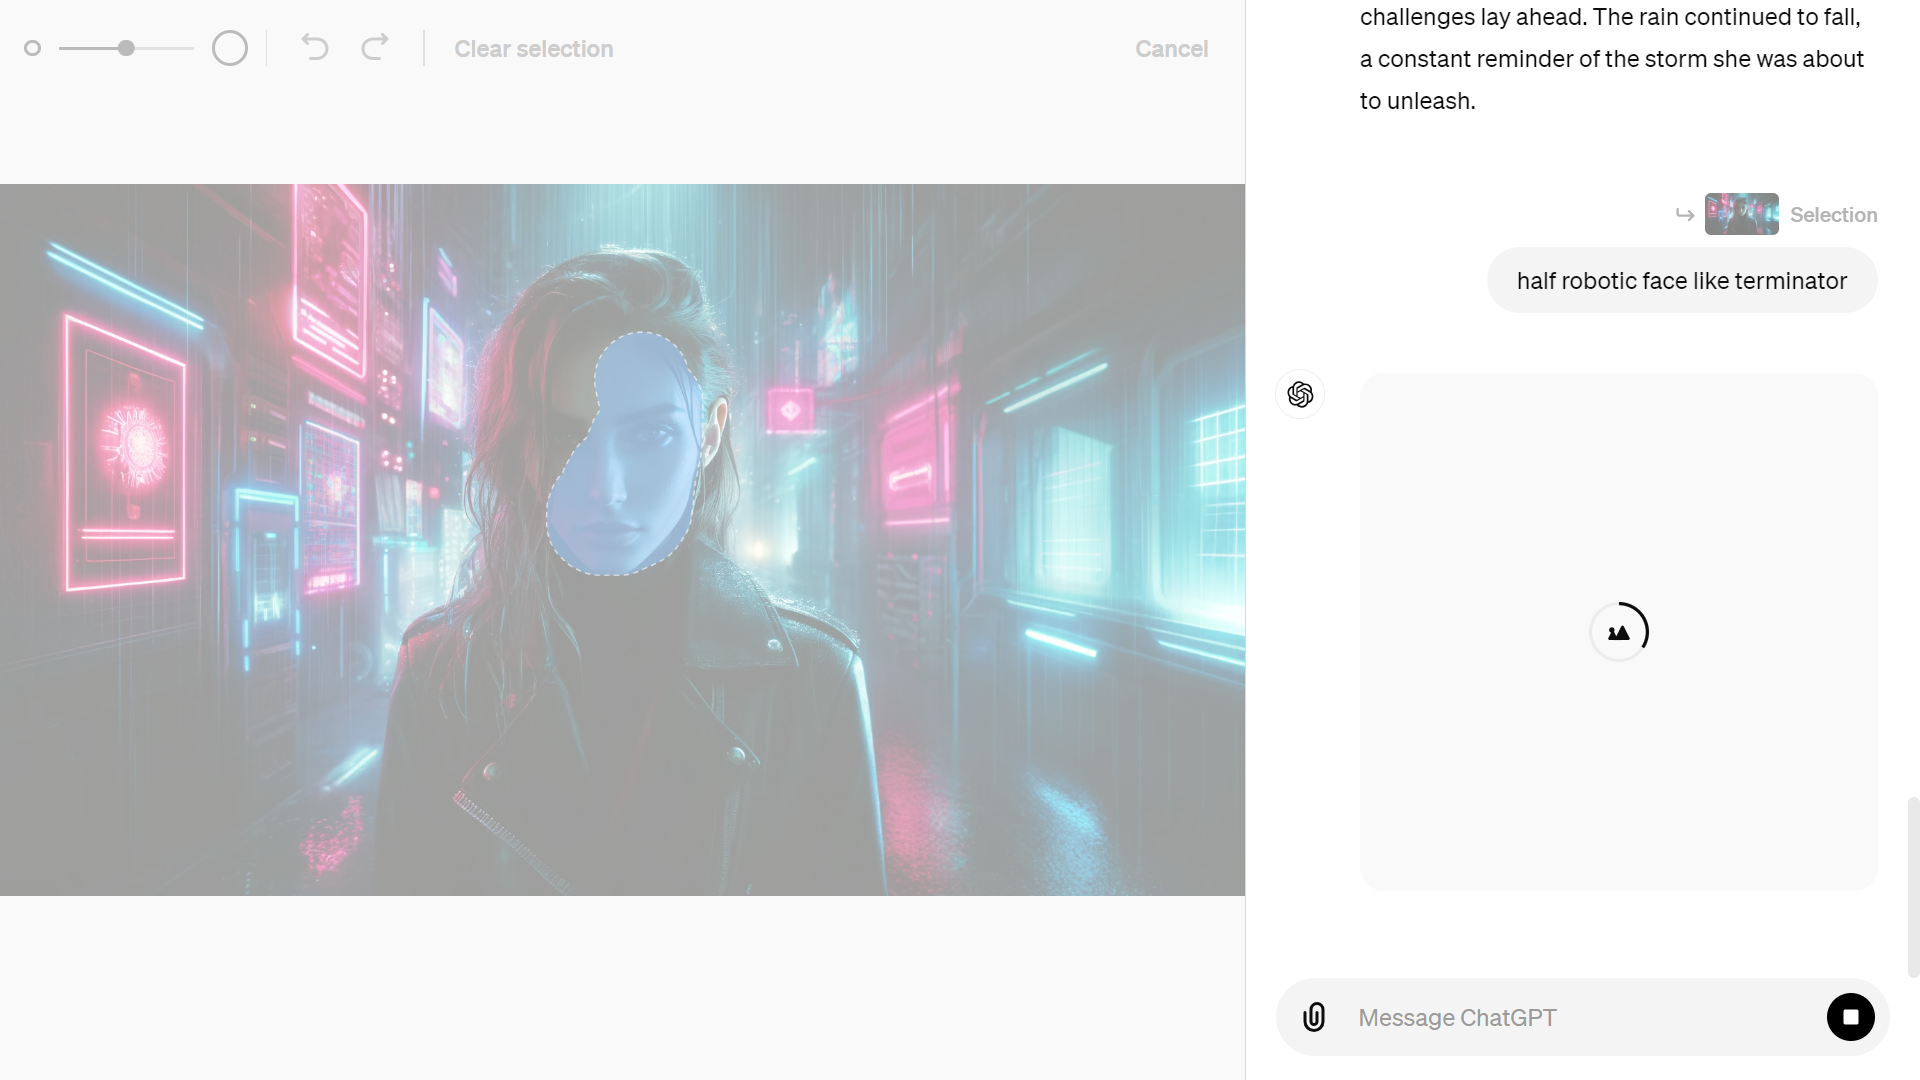 Clear selection
Cancel
challenges lay ahead. The rain continued to fall,
a constant reminder of the storm she was about
to unleash.
Selection
half robotic face like terminator
Message ChatGPT